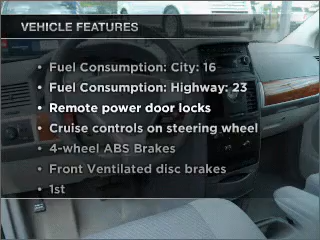 VEHICLE FEATURES
• Fuel Consumption: City: 16
• Fuel Consumption: Highway: 23
• Remote power door locks
• Cruise controls on steering wheel
• 4-wheel ABS Brakes
• Front Ventilated disc brakes
• 1st